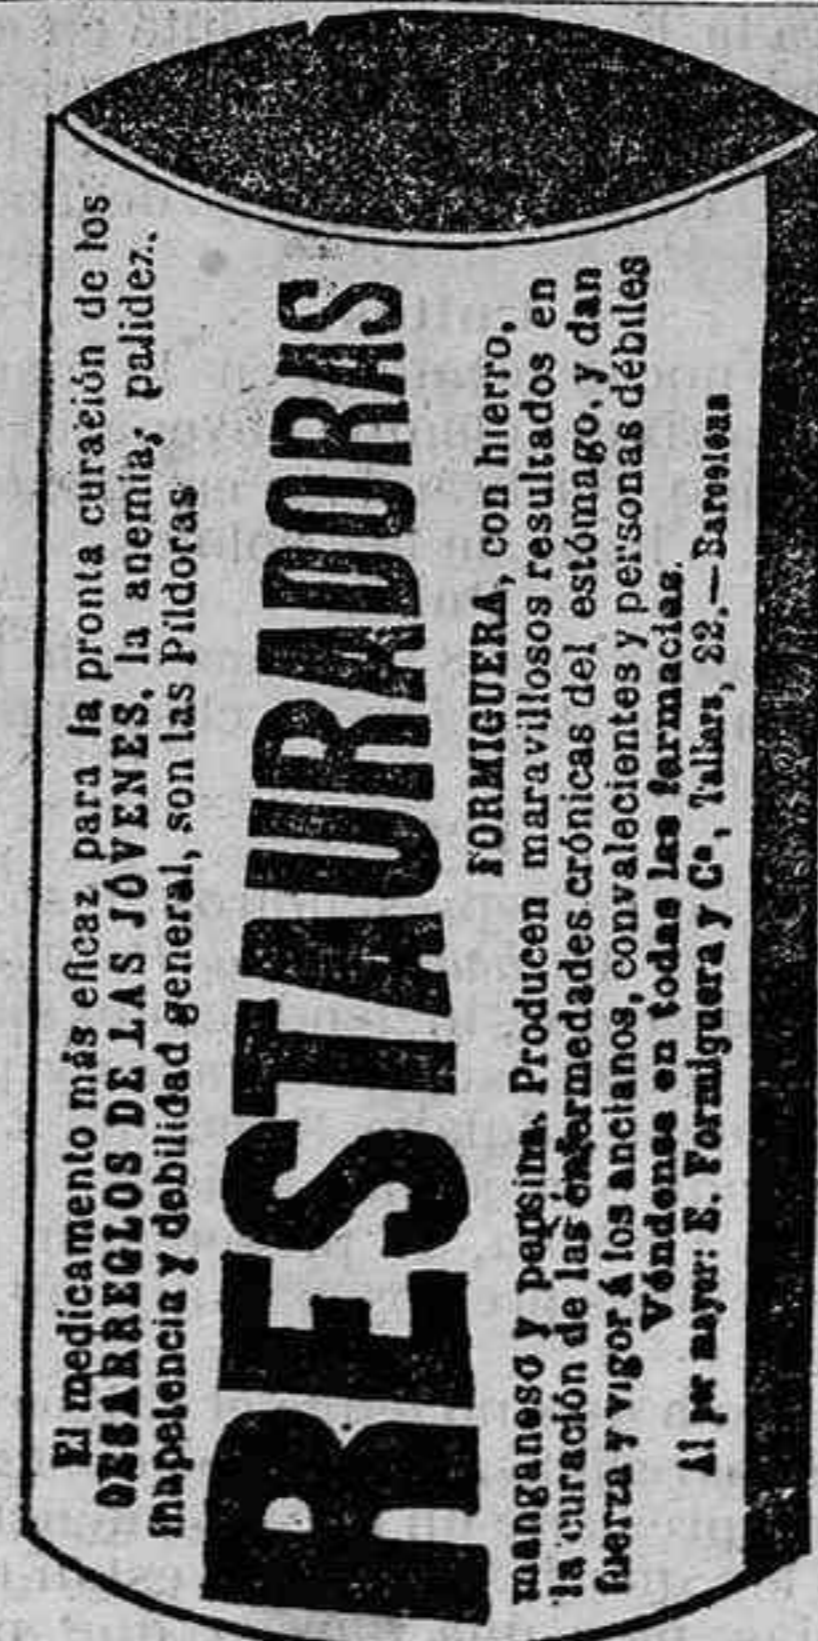 El medicamento más eficaz para la pronta curación de los
DESARREGLOS DE LAS JÓVENES, la anemia, palidez,
inapetencia y debilidad general, son las Píldoras
RESTAURADORAS
FORMIGUERA, con hierro,
manganeso y pepsina. Producen maravillosos resultados en
la curación de las enfermedades crónicas del estómago, y dan
fuerza y vigor á los ancianos, convalecientes y personas débiles
Véndense en todas las farmacias.
Al por mayor: E. Formiguera y Cª, Tallers, 22.—Barcelona